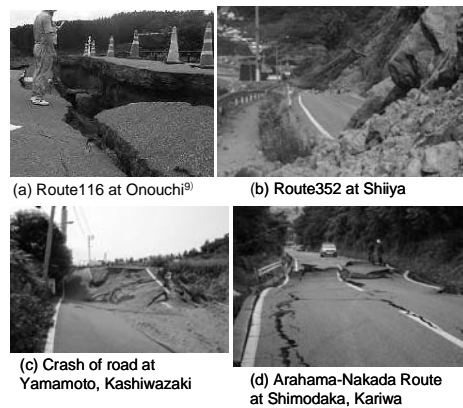 (a) Route116 at Onouchi9)
(b) Route352 at Shiiya
(c) Crash of road at
Yamamoto, Kashiwazaki
(d) Arahama-Nakada Route
at Shimodaka, Kariwa